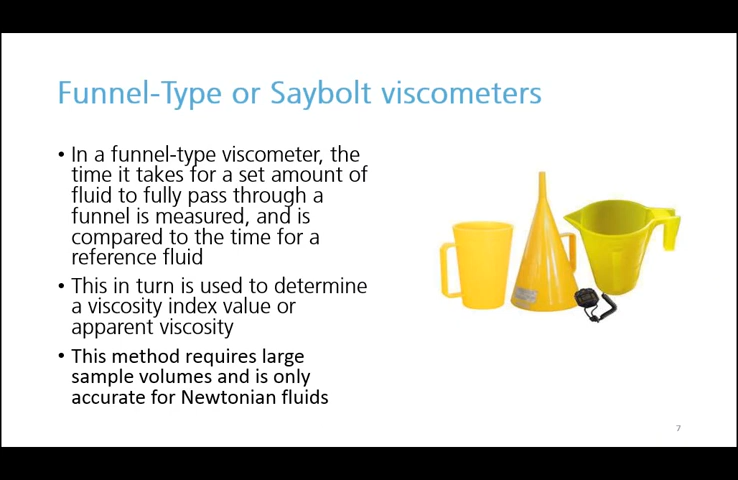 Funnel-Type or Saybolt viscometers
• In a funnel-type viscometer, the
time it takes for a set amount of
fluid to fully pass through a
funnel is measured, and is
compared to the time for a
reference fluid
• This in turn is used to determine
a viscosity index value or
apparent viscosity
• This method requires large
sample volumes and is only
accurate for Newtonian fluids
7